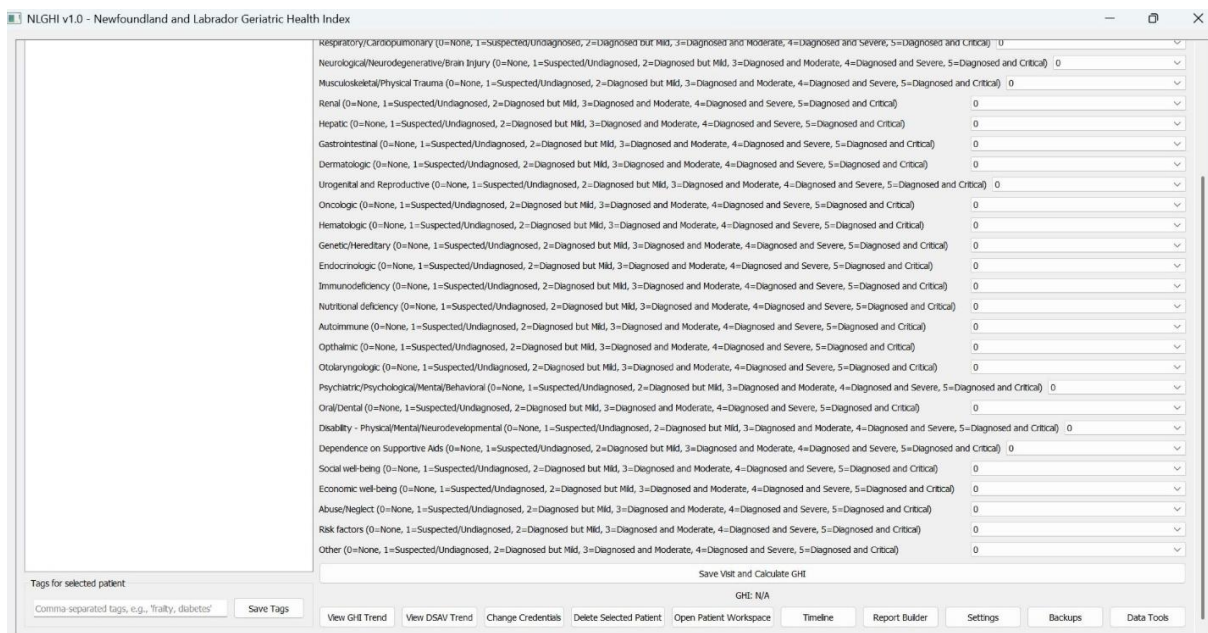 NLGHI v1.0 - Newfoundland and Labrador Geriatric Health Index
Respiratory/Cardiopulmonary (0=None, 1=Suspected/Undiagnosed, 2=Diagnosed but Mild, 3=Diagnosed and Moderate, 4=Diagnosed and Severe, 5=Diagnosed and Critical) 0
Neurological/Neurodegenerative/Brain Injury (0=None, 1=Suspected/Undiagnosed, 2=Diagnosed but Mild, 3=Diagnosed and Moderate, 4=Diagnosed and Severe, 5=Diagnosed and Critical) 0
Musculoskeletal/Physical Trauma (0=None, 1=Suspected/Undiagnosed, 2=Diagnosed but Mild, 3=Diagnosed and Moderate, 4=Diagnosed and Severe, 5=Diagnosed and Critical) 0
Renal (0=None, 1=Suspected/Undiagnosed, 2=Diagnosed but Mild, 3=Diagnosed and Moderate, 4=Diagnosed and Severe, 5=Diagnosed and Critical) 0
Hepatic (0=None, 1=Suspected/Undiagnosed, 2=Diagnosed but Mild, 3=Diagnosed and Moderate, 4=Diagnosed and Severe, 5=Diagnosed and Critical) 0
Gastrointestinal (0=None, 1=Suspected/Undiagnosed, 2=Diagnosed but Mild, 3=Diagnosed and Moderate, 4=Diagnosed and Severe, 5=Diagnosed and Critical) 0
Dermatologic (0=None, 1=Suspected/Undiagnosed, 2=Diagnosed but Mild, 3=Diagnosed and Moderate, 4=Diagnosed and Severe, 5=Diagnosed and Critical) 0
Urogenital and Reproductive (0=None, 1=Suspected/Undiagnosed, 2=Diagnosed but Mild, 3=Diagnosed and Moderate, 4=Diagnosed and Severe, 5=Diagnosed and Critical) 0
Oncologic (0=None, 1=Suspected/Undiagnosed, 2=Diagnosed but Mild, 3=Diagnosed and Moderate, 4=Diagnosed and Severe, 5=Diagnosed and Critical) 0
Hematologic (0=None, 1=Suspected/Undiagnosed, 2=Diagnosed but Mild, 3=Diagnosed and Moderate, 4=Diagnosed and Severe, 5=Diagnosed and Critical) 0
Genetic/Hereditary (0=None, 1=Suspected/Undiagnosed, 2=Diagnosed but Mild, 3=Diagnosed and Moderate, 4=Diagnosed and Severe, 5=Diagnosed and Critical) 0
Endocrinologic (0=None, 1=Suspected/Undiagnosed, 2=Diagnosed but Mild, 3=Diagnosed and Moderate, 4=Diagnosed and Severe, 5=Diagnosed and Critical) 0
Immunodeficiency (0=None, 1=Suspected/Undiagnosed, 2=Diagnosed but Mild, 3=Diagnosed and Moderate, 4=Diagnosed and Severe, 5=Diagnosed and Critical) 0
Nutritional deficiency (0=None, 1=Suspected/Undiagnosed, 2=Diagnosed but Mild, 3=Diagnosed and Moderate, 4=Diagnosed and Severe, 5=Diagnosed and Critical) 0
Autoimmune (0=None, 1=Suspected/Undiagnosed, 2=Diagnosed but Mild, 3=Diagnosed and Moderate, 4=Diagnosed and Severe, 5=Diagnosed and Critical) 0
Opthalmic (0=None, 1=Suspected/Undiagnosed, 2=Diagnosed but Mild, 3=Diagnosed and Moderate, 4=Diagnosed and Severe, 5=Diagnosed and Critical) 0
Otolaryngologic (0=None, 1=Suspected/Undiagnosed, 2=Diagnosed but Mild, 3=Diagnosed and Moderate, 4=Diagnosed and Severe, 5=Diagnosed and Critical) 0
Psychiatric/Psychological/Mental/Behavioral (0=None, 1=Suspected/Undiagnosed, 2=Diagnosed but Mild, 3=Diagnosed and Moderate, 4=Diagnosed and Severe, 5=Diagnosed and Critical) 0
Oral/Dental (0=None, 1=Suspected/Undiagnosed, 2=Diagnosed but Mild, 3=Diagnosed and Moderate, 4=Diagnosed and Severe, 5=Diagnosed and Critical) 0
Disability - Physical/Mental/Neurodevelopmental (0=None, 1=Suspected/Undiagnosed, 2=Diagnosed but Mild, 3=Diagnosed and Moderate, 4=Diagnosed and Severe, 5=Diagnosed and Critical) 0
Dependence on Supportive Aids (0=None, 1=Suspected/Undiagnosed, 2=Diagnosed but Mild, 3=Diagnosed and Moderate, 4=Diagnosed and Severe, 5=Diagnosed and Critical) 0
Social well-being (0=None, 1=Suspected/Undiagnosed, 2=Diagnosed but Mild, 3=Diagnosed and Moderate, 4=Diagnosed and Severe, 5=Diagnosed and Critical) 0
Economic well-being (0=None, 1=Suspected/Undiagnosed, 2=Diagnosed but Mild, 3=Diagnosed and Moderate, 4=Diagnosed and Severe, 5=Diagnosed and Critical) 0
Abuse/Neglect (0=None, 1=Suspected/Undiagnosed, 2=Diagnosed but Mild, 3=Diagnosed and Moderate, 4=Diagnosed and Severe, 5=Diagnosed and Critical) 0
Risk factors (0=None, 1=Suspected/Undiagnosed, 2=Diagnosed but Mild, 3=Diagnosed and Moderate, 4=Diagnosed and Severe, 5=Diagnosed and Critical) 0
Other (0=None, 1=Suspected/Undiagnosed, 2=Diagnosed but Mild, 3=Diagnosed and Moderate, 4=Diagnosed and Severe, 5=Diagnosed and Critical) 0
Save Visit and Calculate GHI
Tags for selected patient
GHI: N/A
Comma-separated tags, e.g., 'frailty, diabetes' Save Tags
View GHI Trend View DSAV Trend Change Credentials Delete Selected Patient Open Patient Workspace Timeline Report Builder Settings Backups Data Tools